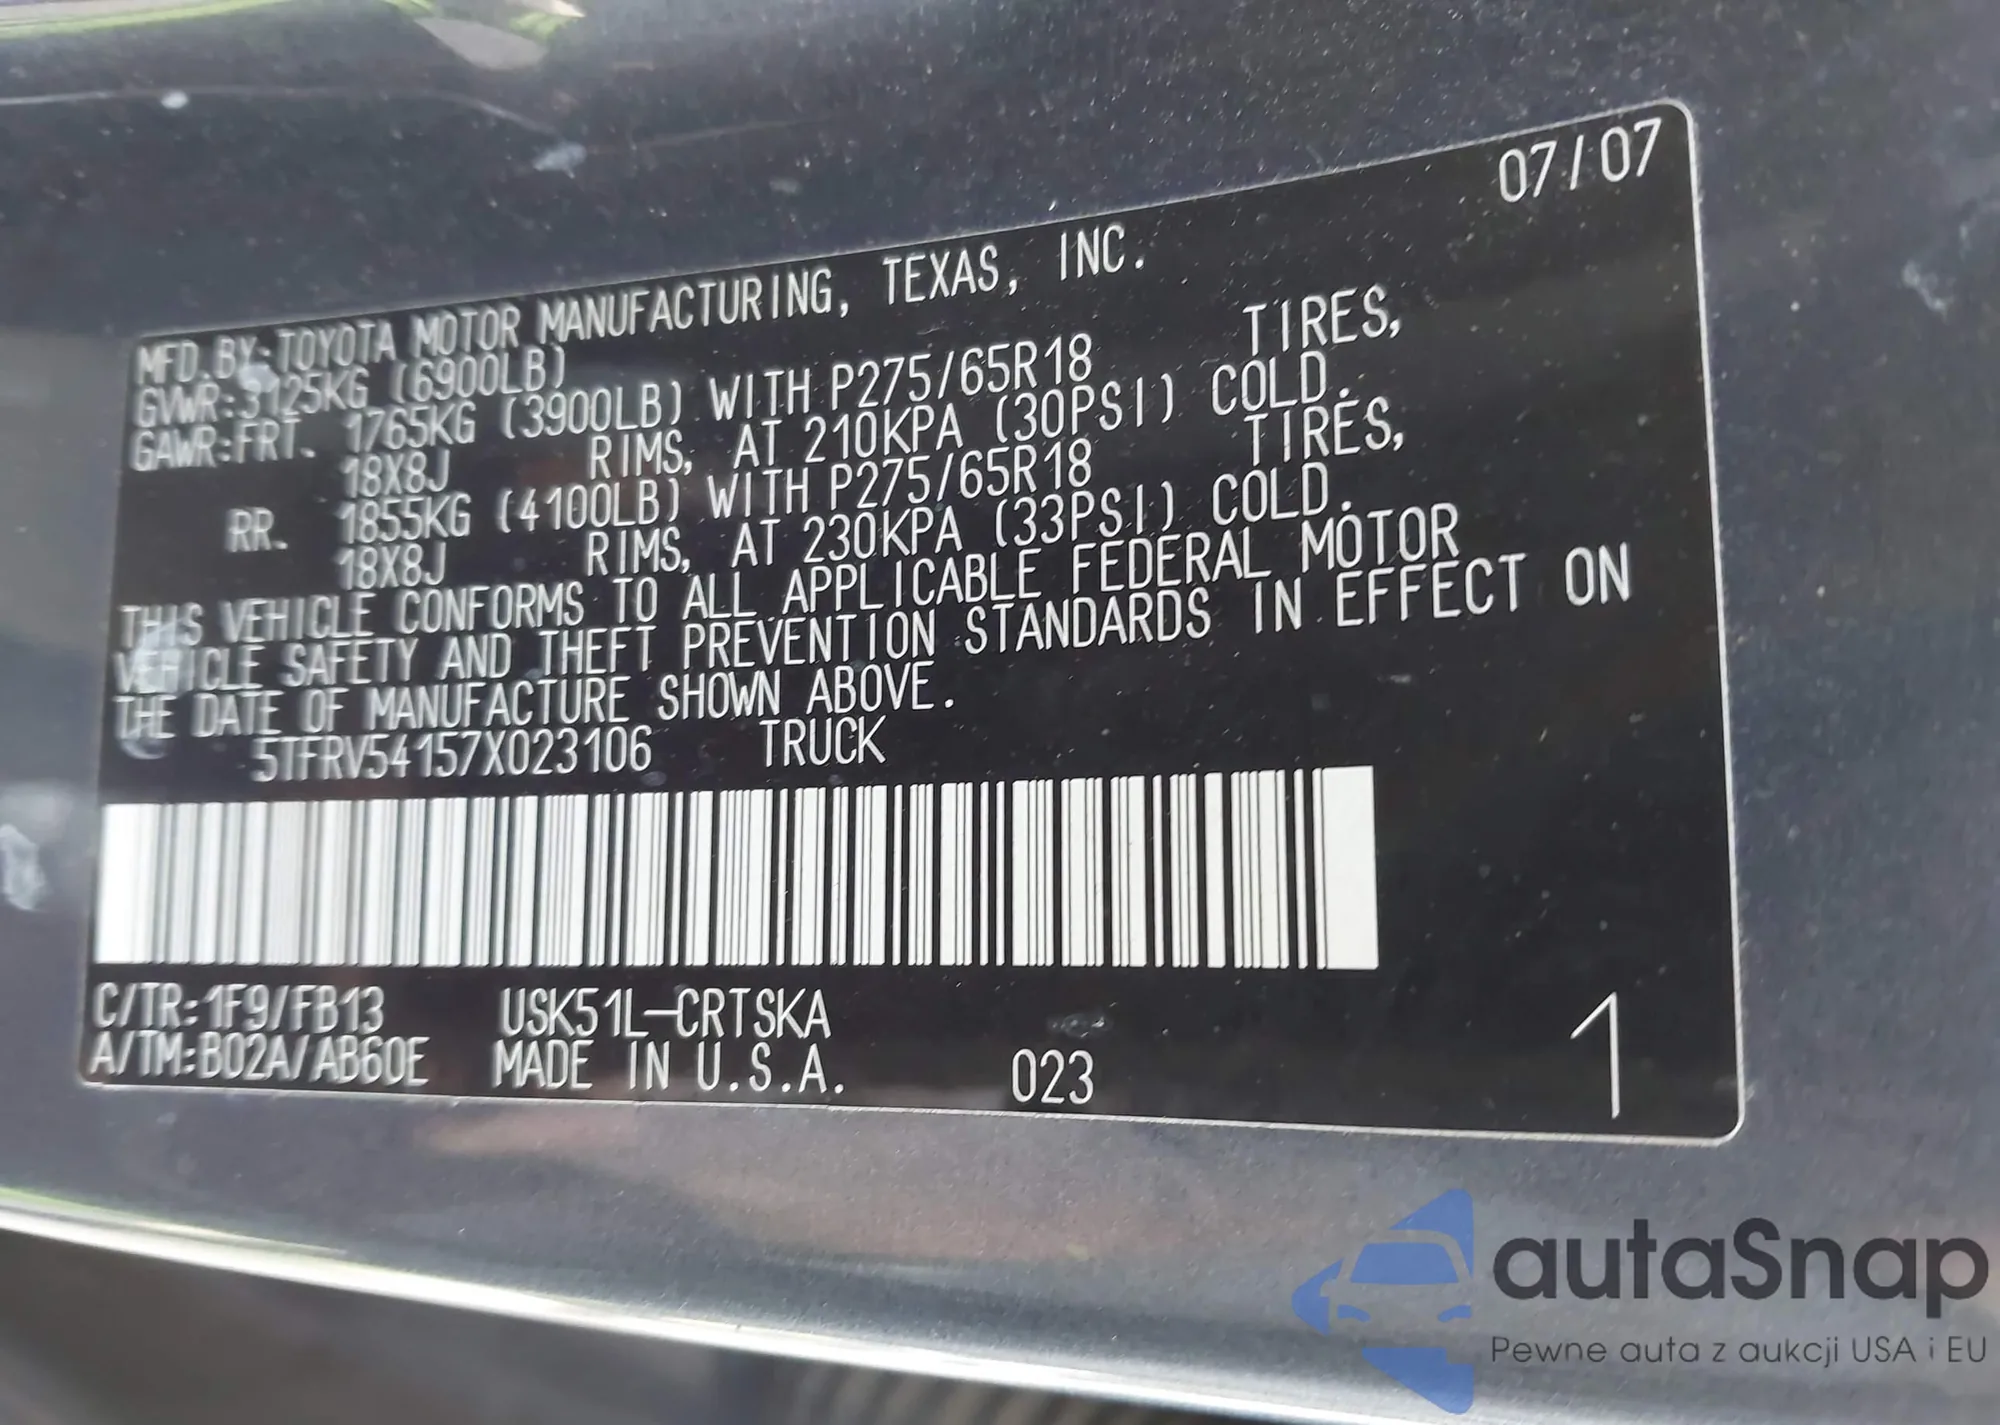 07/07
MFD.BY:TOYOTA MOTOR MANUFACTURING, TEXAS, INC.
GVWR:3125KG (6900LB)
GAWR:FRT. 1765KG (3900LB) WITH P275/65R18 TIRES,
18X8J RIMS, AT 210KPA (30PSI) COLD.
RR. 1855KG (4100LB) WITH P275/65R18 TIRES,
18X8J RIMS, AT 230KPA (33PSI) COLD.
THIS VEHICLE CONFORMS TO ALL APPLICABLE FEDERAL MOTOR
VEHICLE SAFETY AND THEFT PREVENTION STANDARDS IN EFFECT ON
THE DATE OF MANUFACTURE SHOWN ABOVE.
5TFRV54157X023106 TRUCK
C/TR:1F9/FB13 USK51L-CRTSKA
A/TM:B02A/AB60E MADE IN U.S.A. 023 1
autaSnap
Pewne auta z aukcji USA i EU